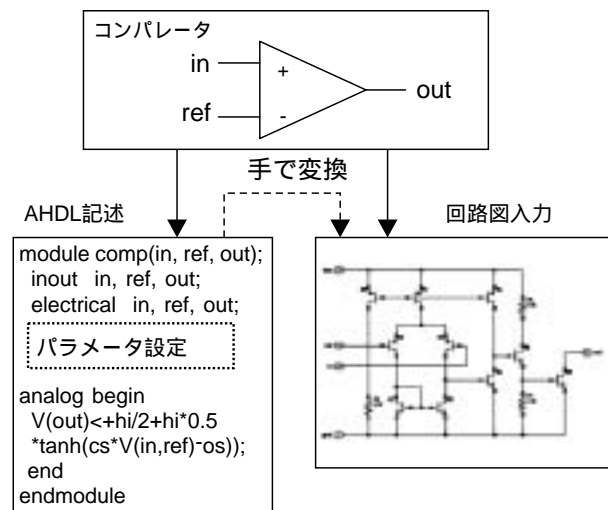 コンパレータ
in
+
out
ref
-
手で変換
AHDL記述
回路図入力
module comp(in, ref, out);
inout in, ref, out;
electrical in, ref, out;
パラメータ設定
analog begin
V(out)<+hi/2+hi*0.5
*tanh(cs*V(in,ref)-os));
end
endmodule